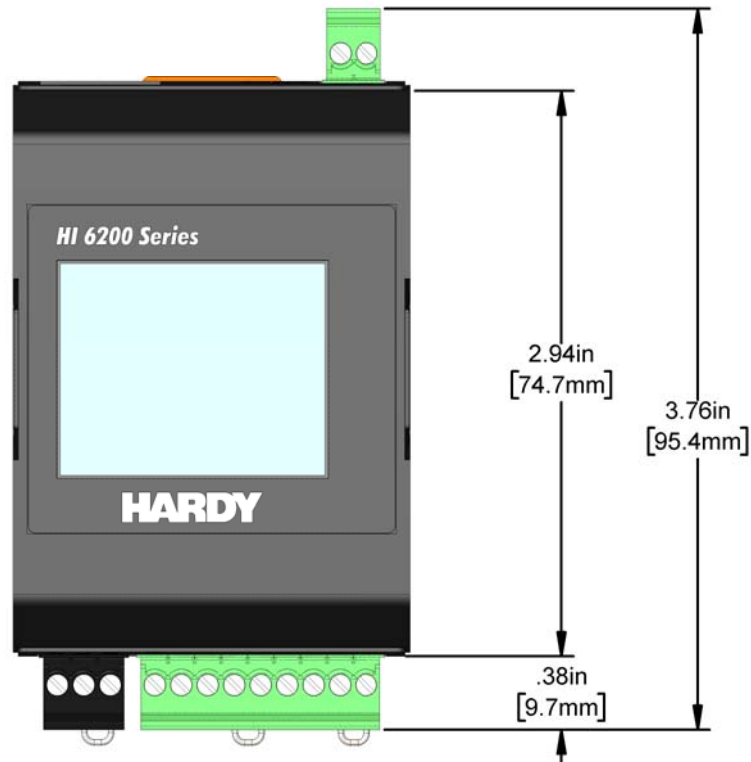 HI 6200 Series
HARDY
2.94in
[74.7mm]
3.76in
[95.4mm]
.38in
[9.7mm]